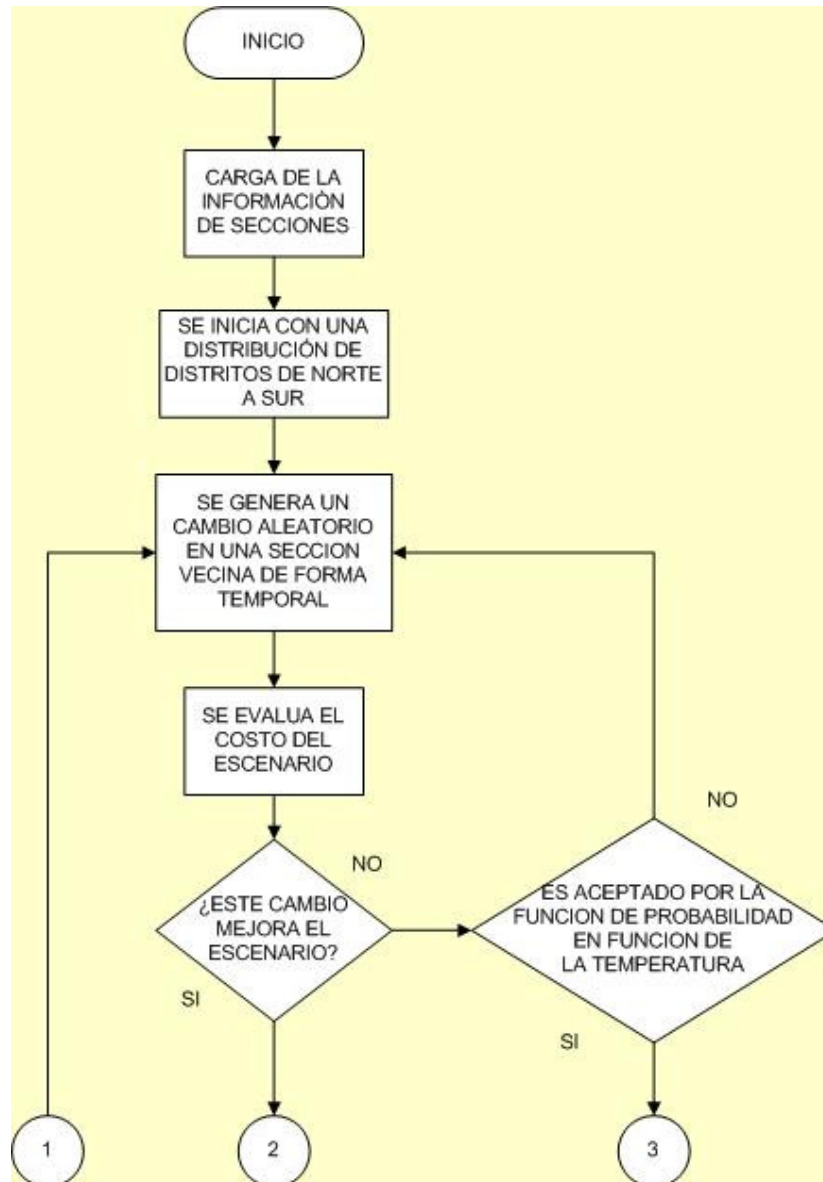 INICIO
CARGA DE LA
INFORMACIÒN
DE SECCIONES
SE INICIA CON UNA
DISTRIBUCIÓN DE
DISTRITOS DE NORTE
A SUR
SE GENERA UN
CAMBIO ALEATORIO
EN UNA SECCION
VECINA DE FORMA
TEMPORAL
SE EVALUA EL
COSTO DEL
ESCENARIO
¿ESTE CAMBIO
MEJORA EL
ESCENARIO?
NO
SI
ES ACEPTADO POR LA
FUNCION DE PROBABILIDAD
EN FUNCION DE
LA TEMPERATURA
NO
SI
1
2
3